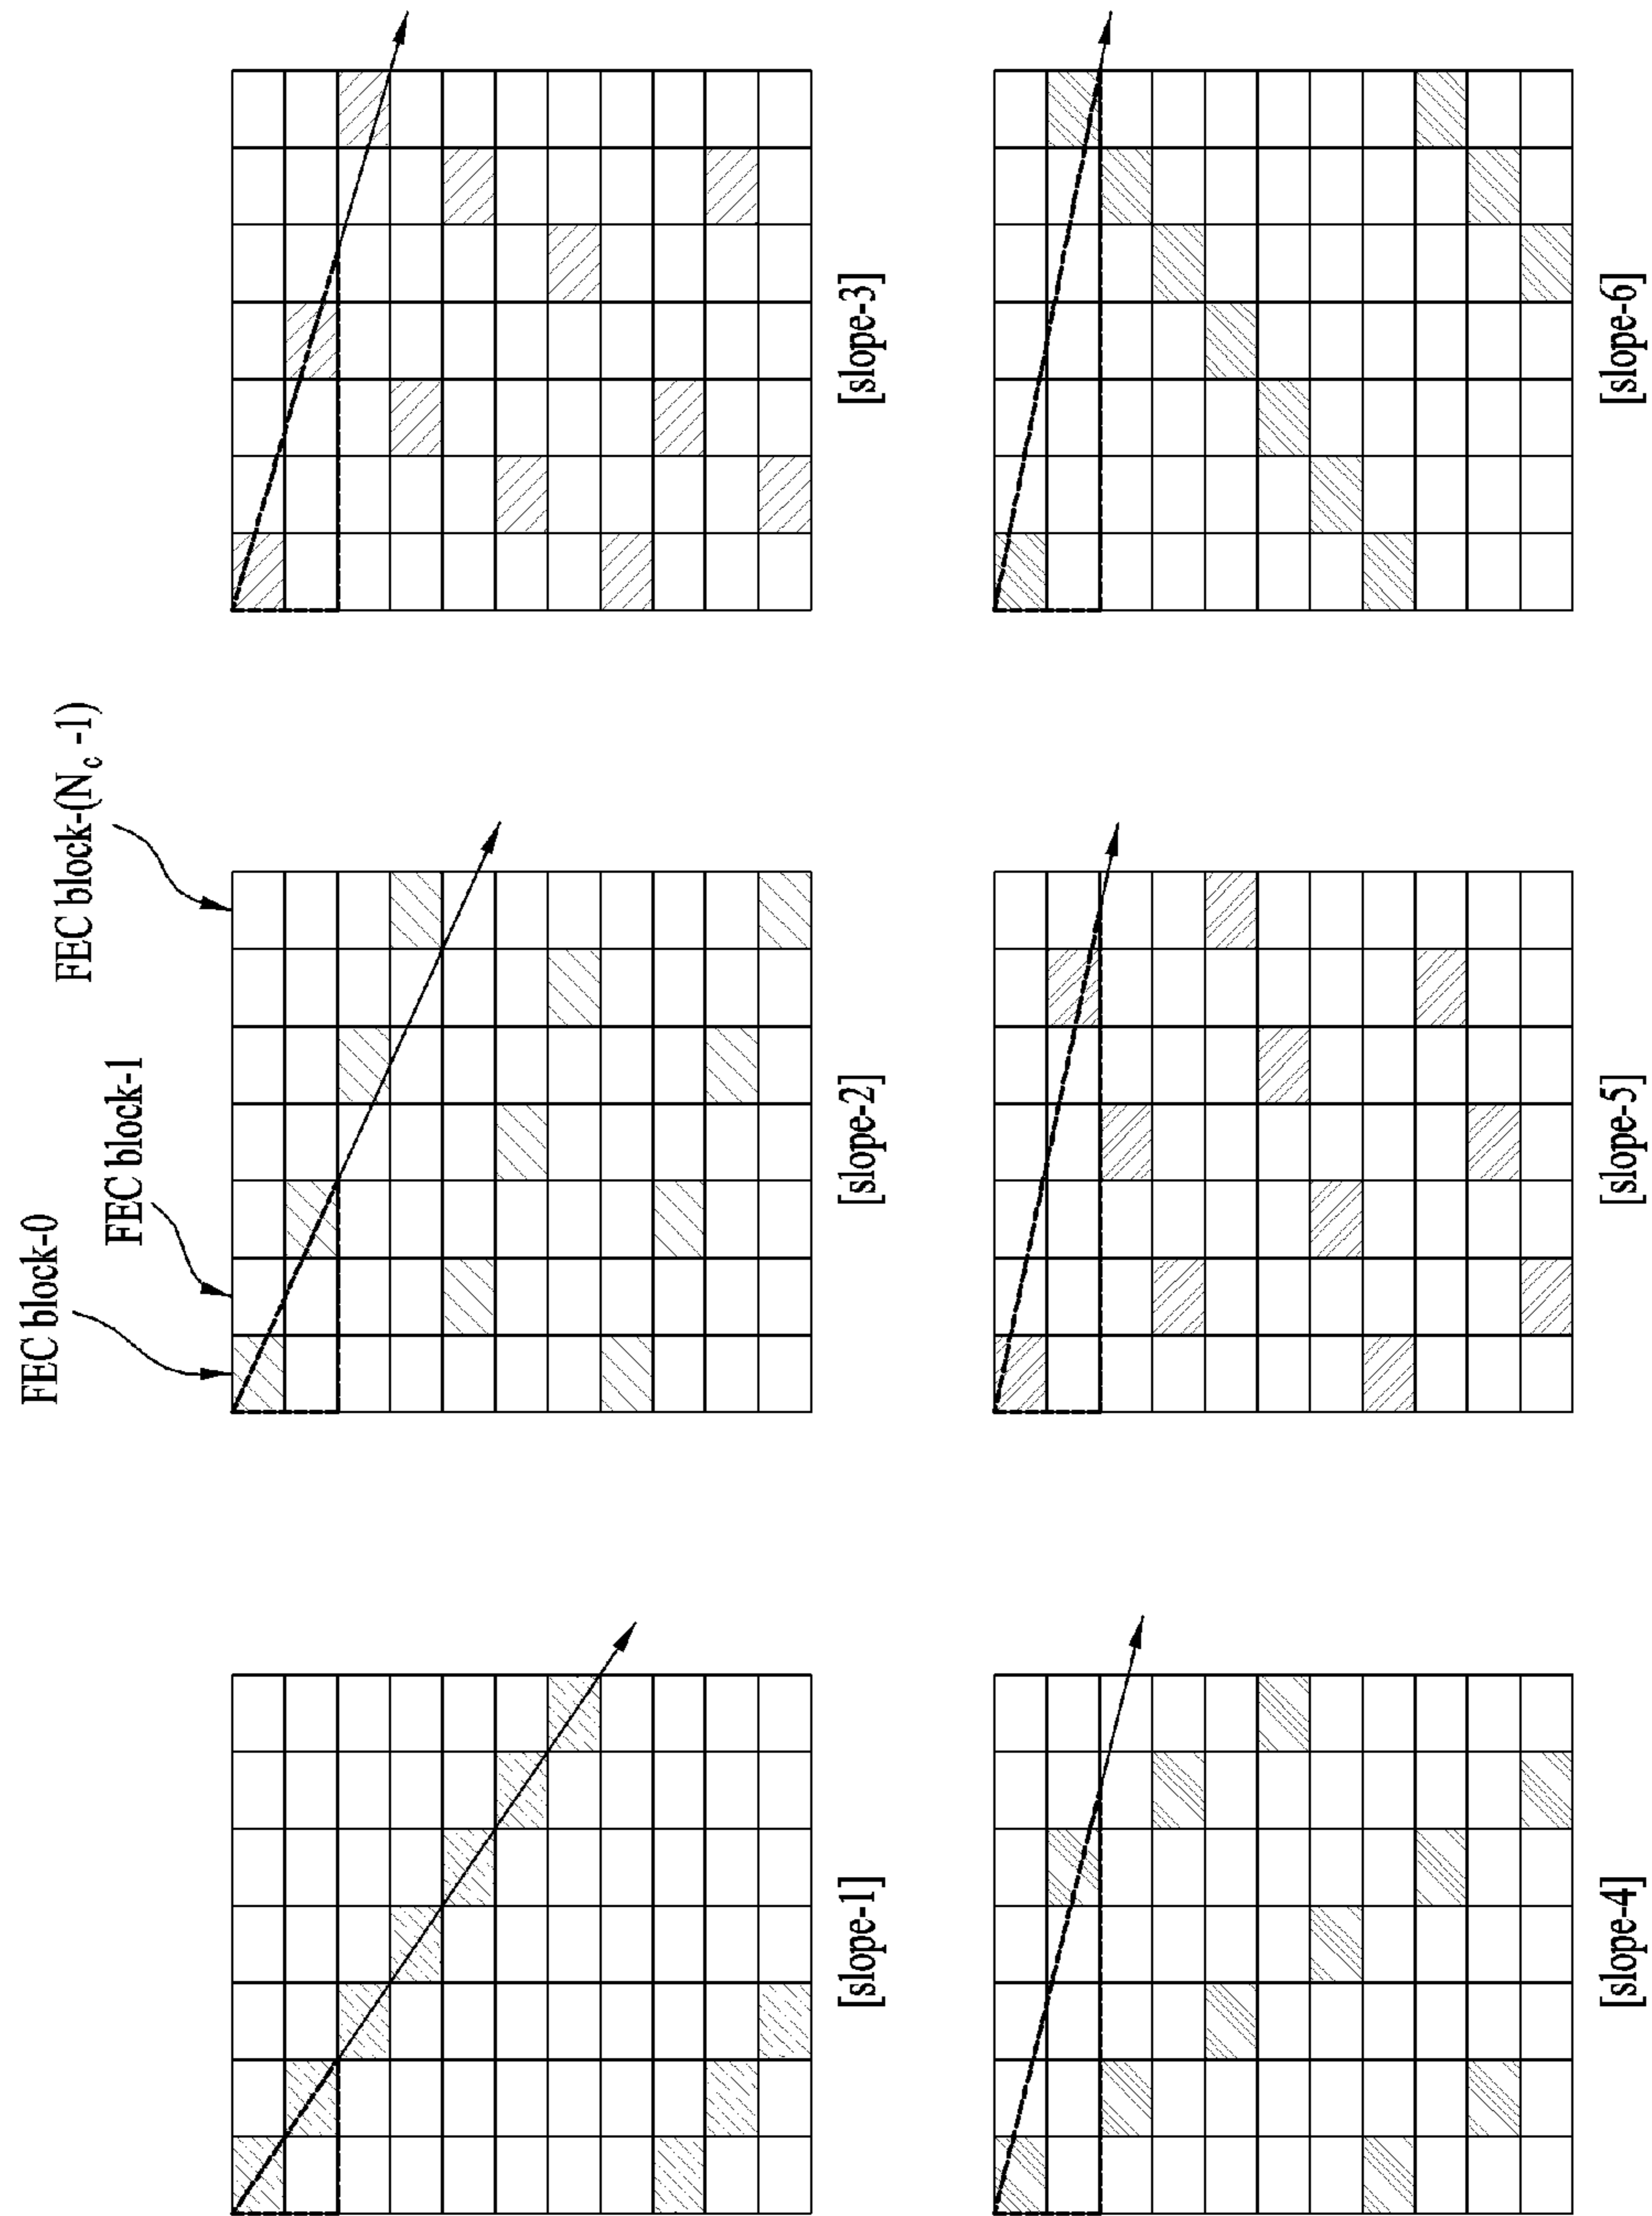 FEC block-0
FEC block-1
FEC block-(Nc -1)
[slope-1]
[slope-2]
[slope-3]
[slope-4]
[slope-5]
[slope-6]